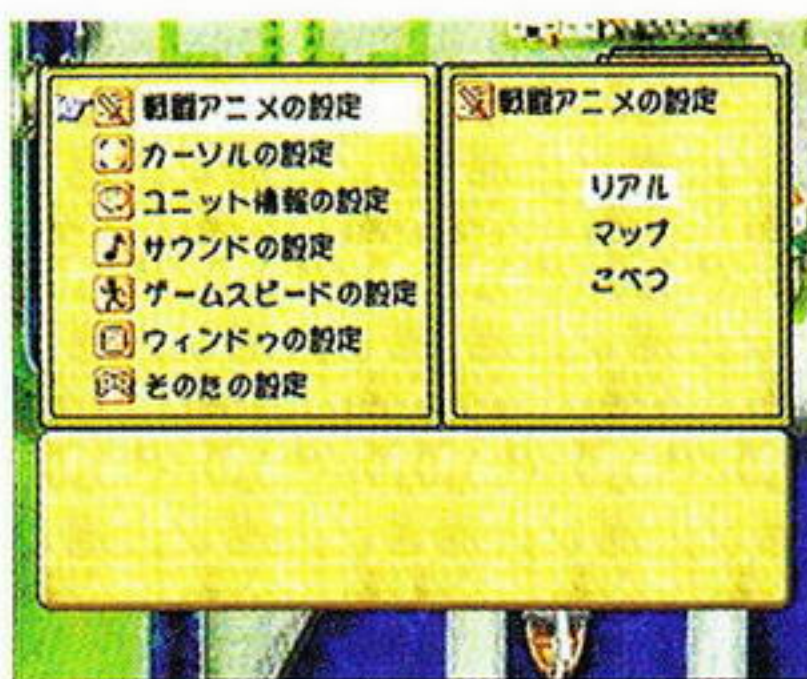 戦闘アニメの設定
カーソルの設定
ユニット情報の設定
サウンドの設定
ゲームスピードの設定
ウィンドゥの設定
そのたの設定
戦闘アニメの設定
リアル
マップ
こべつ